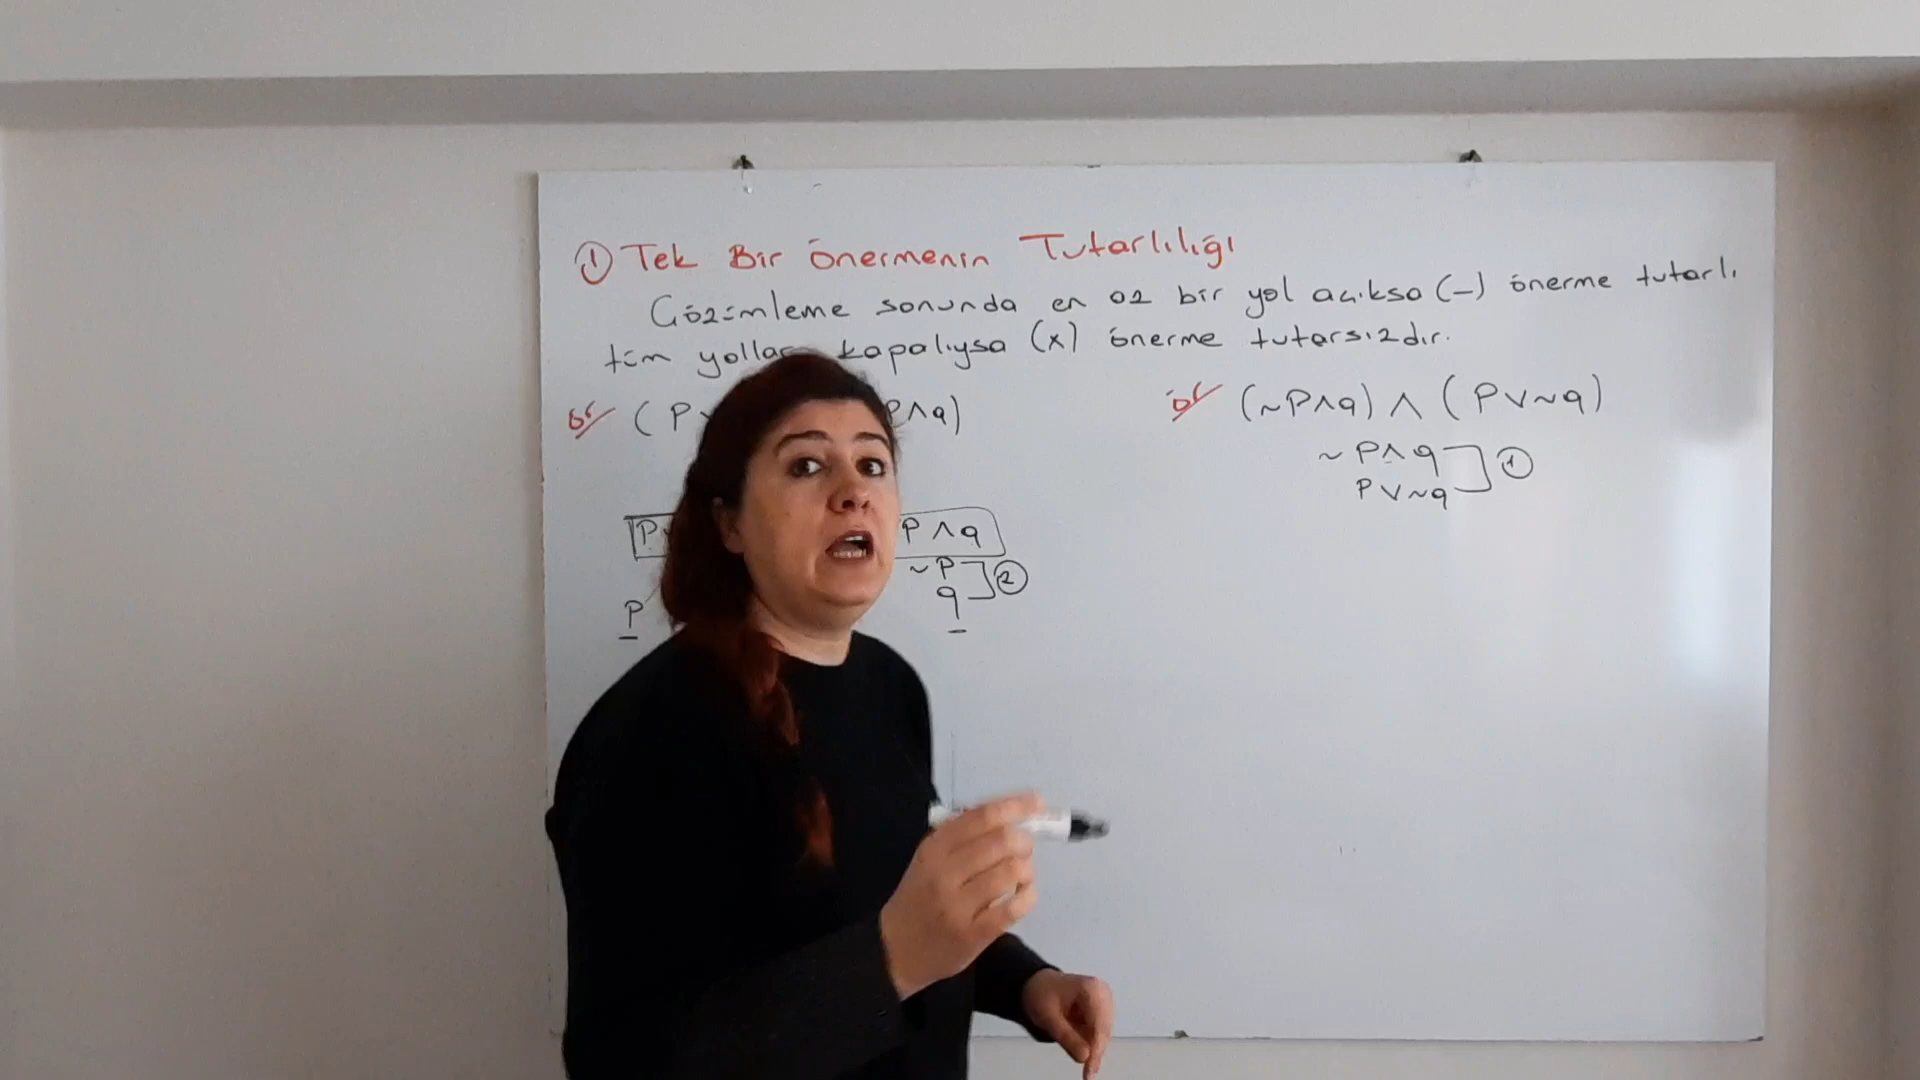 ① Tek Bir önermenin Tutarlılığı
Çözümleme sonunda en az bir yol açıksa (-) önerme tutarlı
tüm yollar kapalıysa (x) önerme tutarsızdır.
ör (P P∧q)
P P∧q
~P
q ②
P
ör (~P∧q) ∧ (P∨~q)
~P∧q
P∨~q ①